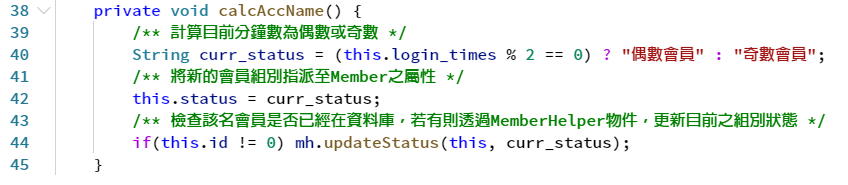 38 private void calcAccName() {
39 /** 計算目前分鐘數為偶數或奇數 */
40 String curr_status = (this.login_times % 2 == 0) ? "偶數會員" : "奇數會員";
41 /** 將新的會員組別指派至Member之屬性 */
42 this.status = curr_status;
43 /** 檢查該名會員是否已經在資料庫，若有則透過MemberHelper物件，更新目前之組別狀態 */
44 if(this.id != 0) mh.updateStatus(this, curr_status);
45 }